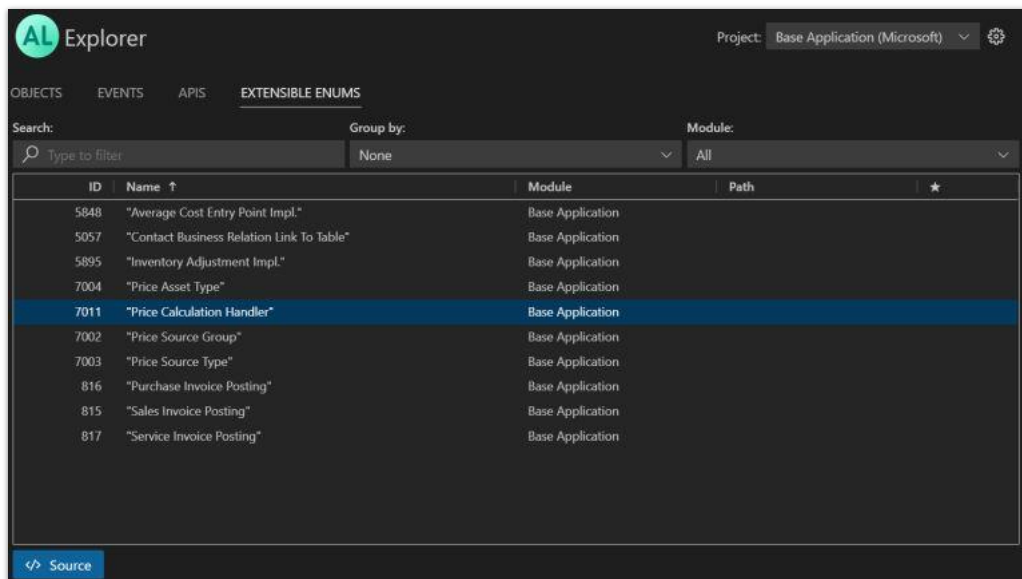 AL Explorer
Project: Base Application (Microsoft)
OBJECTS EVENTS APIS EXTENSIBLE ENUMS
Search: Group by: Module:
Type to filter None All
ID Name ↑ Module Path ★
5848 "Average Cost Entry Point Impl." Base Application
5057 "Contact Business Relation Link To Table" Base Application
5895 "Inventory Adjustment Impl." Base Application
7004 "Price Asset Type" Base Application
7011 "Price Calculation Handler" Base Application
7002 "Price Source Group" Base Application
7003 "Price Source Type" Base Application
816 "Purchase Invoice Posting" Base Application
815 "Sales Invoice Posting" Base Application
817 "Service Invoice Posting" Base Application
</> Source